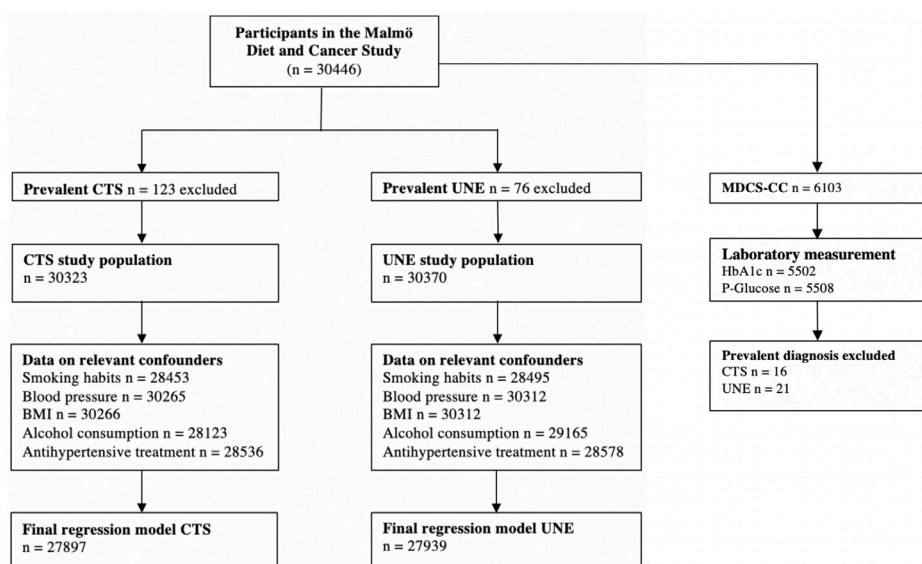 Participants in the Malmö
Diet and Cancer Study
(n = 30446)
Prevalent CTS n = 123 excluded
Prevalent UNE n = 76 excluded
MDCS-CC n = 6103
CTS study population
n = 30323
UNE study population
n = 30370
Laboratory measurement
HbA1c n = 5502
P-Glucose n = 5508
Data on relevant confounders
Smoking habits n = 28453
Blood pressure n = 30265
BMI n = 30266
Alcohol consumption n = 28123
Antihypertensive treatment n = 28536
Data on relevant confounders
Smoking habits n = 28495
Blood pressure n = 30312
BMI n = 30312
Alcohol consumption n = 29165
Antihypertensive treatment n = 28578
Prevalent diagnosis excluded
CTS n = 16
UNE n = 21
Final regression model CTS
n = 27897
Final regression model UNE
n = 27939